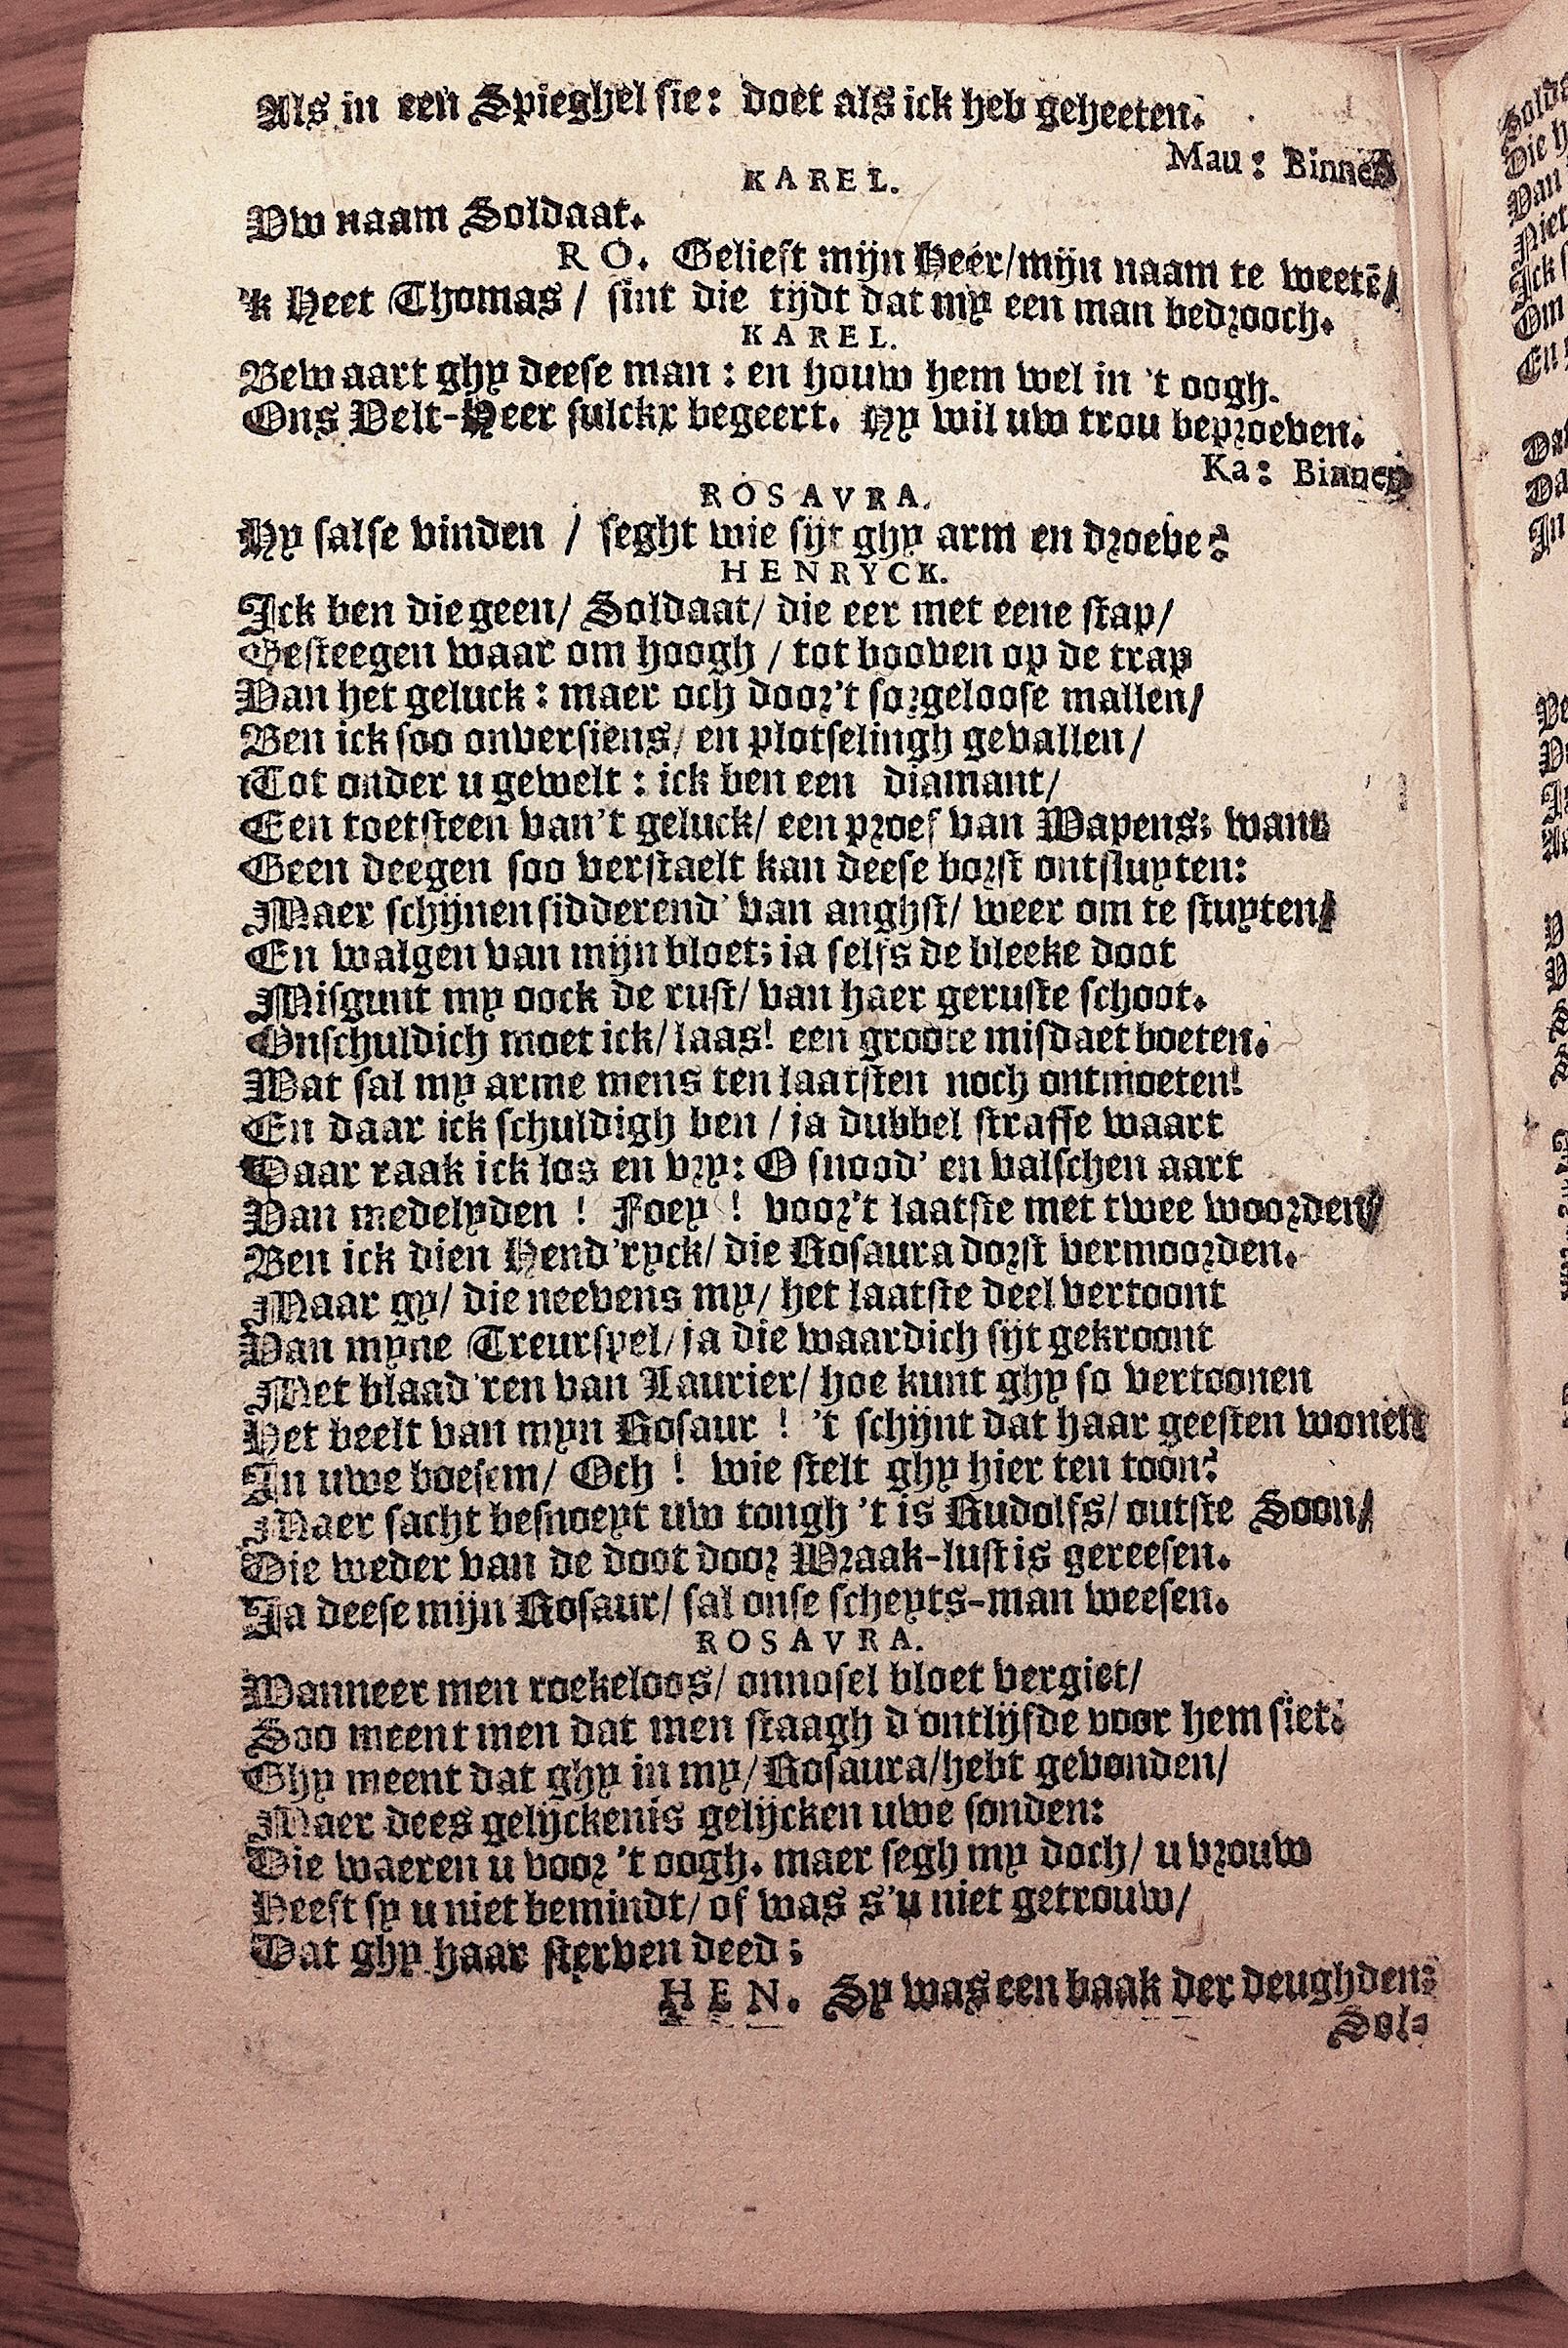 Als in een Spieghel sie: doet als ick heb geheeten.
Mau: Binnen
KAREL.
Vw naam Soldaat.
RO. Gelieft mijn Heer/mijn naam te weetē/
'k Heet Thomas/ sint die tijdt dat my een man bedrooch.
KAREL.
Bewaart ghy deese man: en houw hem wel in 't oogh.
Ons Velt-Heer sulckx begeert. Hy wil uw trou beproeven.
Ka: Binnen
ROSAVRA.
Hy salse vinden / seght wie sijt ghy arm en droeve?
HENRYCK.
Ick ben die geen/ Soldaat/ die eer met eene stap/
Gesteegen waar om hoogh / tot booven op de trap
Van het geluck: maer och door't sorgeloose mallen/
Ben ick soo onversiens/ en plotselingh gevallen/
Tot onder u gewelt: ick ben een diamant/
Een toetsteen van't geluck/ een proef van Wapens; want
Geen deegen soo verstaelt kan deese borst ontsluyten:
Maer schijnen sidderend' van anghst/ weer om te stuyten/
En walgen van mijn bloet; ia selfs de bleeke doot
Misgunt my oock de rust/ van haer geruste schoot.
Onschuldich moet ick/ laas! een groote misdaet boeten.
Wat sal my arme mens ten laatsten noch ontmoeten!
En daar ick schuldigh ben / ja dubbel straffe waart
Daar raak ick los en vry: O snood' en valschen aart
Van medelyden! Foey! voor't laatste met twee woorden/
Ben ick dien Hend'ryck/ die Rosaura dorst vermoorden.
Maar gy/ die neevens my/ het laatste deel vertoont
Van myne Treurspel/ ja die waardich sijt gekroont
Met blaad'ren van Laurier/ hoe kunt ghy so vertoonen
Het beelt van myn Rosaur! 't schijnt dat haar geesten wonen
In uwe boesem/ Och! wie stelt ghy hier ten toon?
Maer sacht besnoeyt uw tongh 't is Rudolfs/ outste Soon/
Die weder van de doot door Wraak-lust is gereesen.
Ja deese mijn Rosaur/ sal onse scheyts-man weesen.
ROSAVRA.
Wanneer men roekeloos/ onnosel bloet vergiet/
Soo meent men dat men staagh d'ontlijfde voor hem siet:
Ghy meent dat ghy in my/ Rosaura/hebt gevonden/
Maer dees gelijckenis gelijcken uwe sonden:
Die waeren u voor 't oogh. maer segh my doch/ u vrouw
Heeft sy u niet bemindt/ of was s'u niet getrouw/
Dat ghy haar sterven deed;
HEN. Sy was een baak der deughden:
Sol-